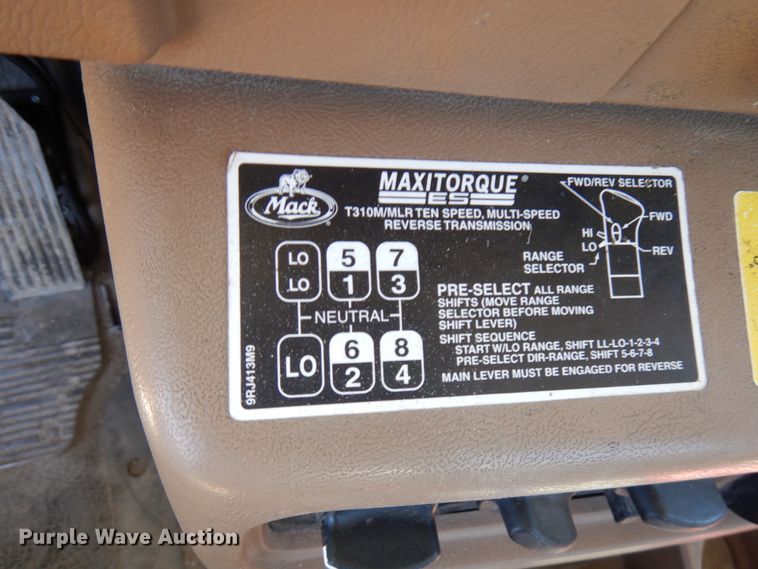 Mack
MAXITORQUE®
ES
T310M/MLR TEN SPEED, MULTI-SPEED
REVERSE TRANSMISSION
FWD/REV SELECTOR
FWD
HI
LO
REV
RANGE
SELECTOR
LO 5 7
LO 1 3
NEUTRAL
LO 6 8
2 4
PRE-SELECT ALL RANGE
SHIFTS (MOVE RANGE
SELECTOR BEFORE MOVING
SHIFT LEVER)
SHIFT SEQUENCE
START W/LO RANGE, SHIFT LL-LO-1-2-3-4
PRE-SELECT DIR-RANGE, SHIFT 5-6-7-8
MAIN LEVER MUST BE ENGAGED FOR REVERSE
9RJ413M9
Purple Wave Auction